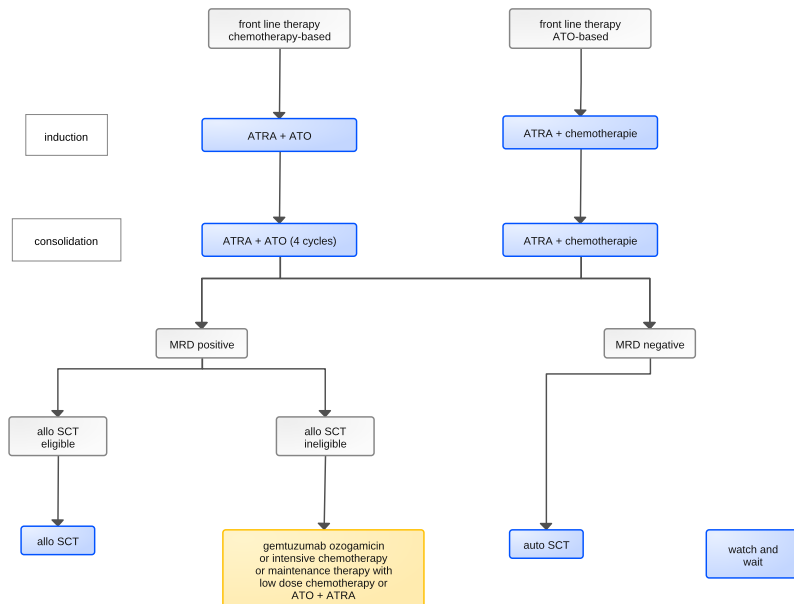 front line therapy
chemotherapy-based
front line therapy
ATO-based
induction
ATRA + ATO
ATRA + chemotherapie
consolidation
ATRA + ATO (4 cycles)
ATRA + chemotherapie
MRD positive
MRD negative
allo SCT
eligible
allo SCT
ineligible
allo SCT
gemtuzumab ozogamicin
or intensive chemotherapy
or maintenance therapy with
low dose chemotherapy or
ATO + ATRA
auto SCT
watch and
wait